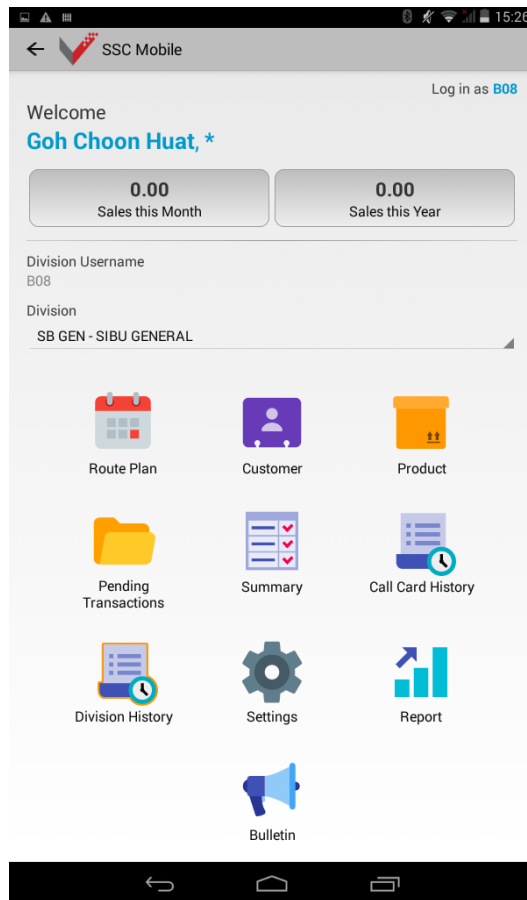 15:26
SSC Mobile
Log in as B08
Welcome
Goh Choon Huat, *
0.00
Sales this Month
0.00
Sales this Year
Division Username
B08
Division
SB GEN - SIBU GENERAL
Route Plan
Customer
Product
Pending
Transactions
Summary
Call Card History
Division History
Settings
Report
Bulletin